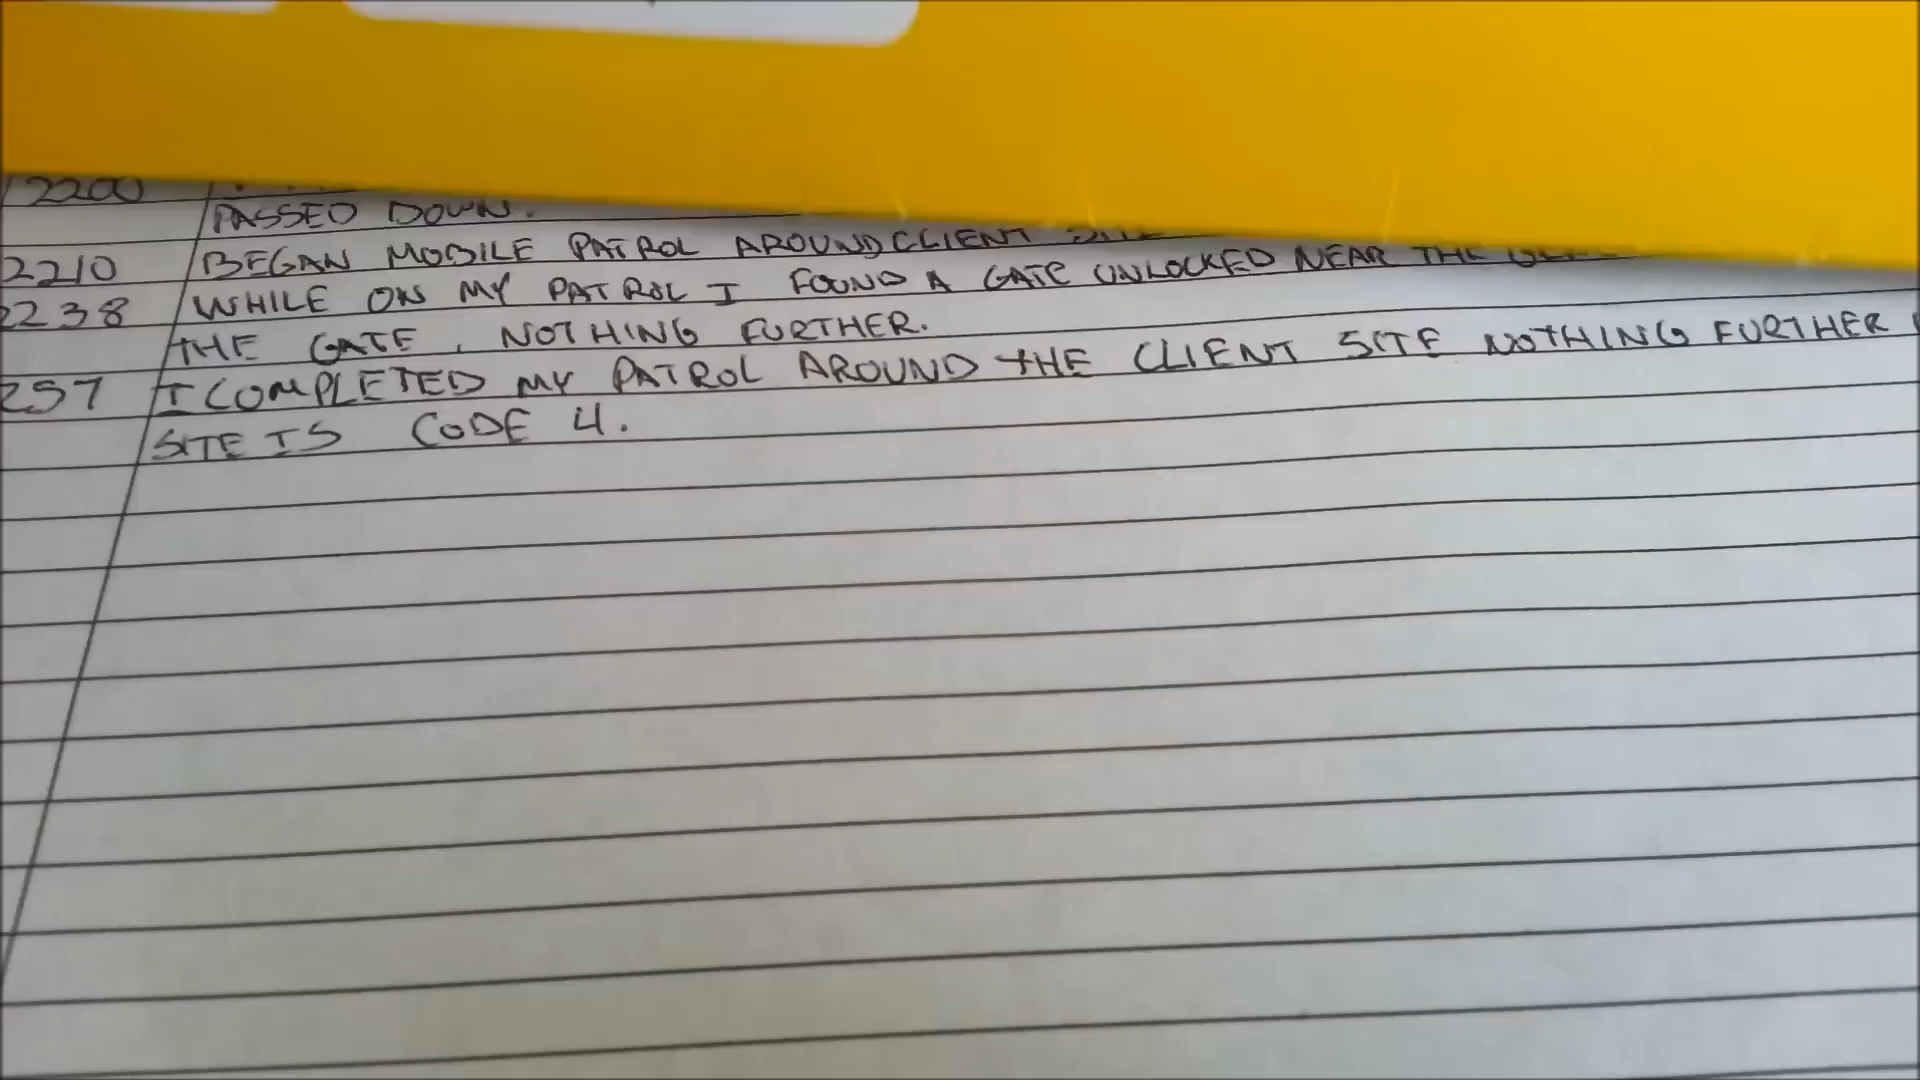 2200
PASSED DOWN.
2210 BEGAN MOBILE PATROL AROUND CLIENT
2238 WHILE ON MY PATROL I FOUND A GATE UNLOCKED NEAR THE
THE GATE, NOTHING FURTHER.
257 I COMPLETED MY PATROL AROUND THE CLIENT SITE NOTHING FURTHER
SITE IS CODE 4.